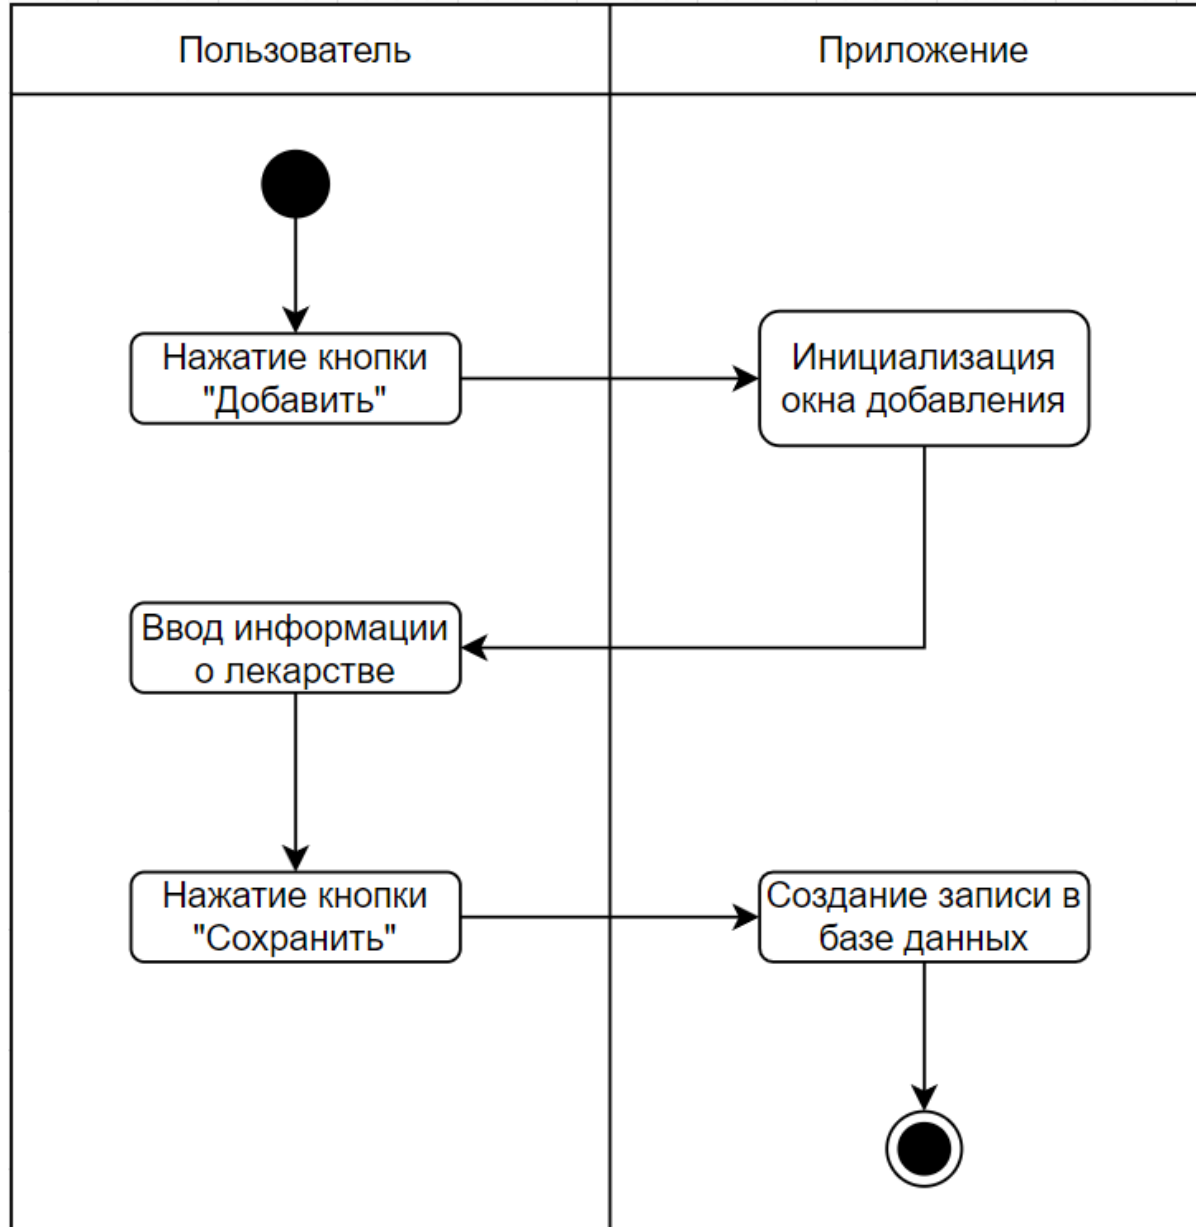 Пользователь
Приложение
Нажатие кнопки
"Добавить"
Инициализация
окна добавления
Ввод информации
о лекарстве
Нажатие кнопки
"Сохранить"
Создание записи в
базе данных